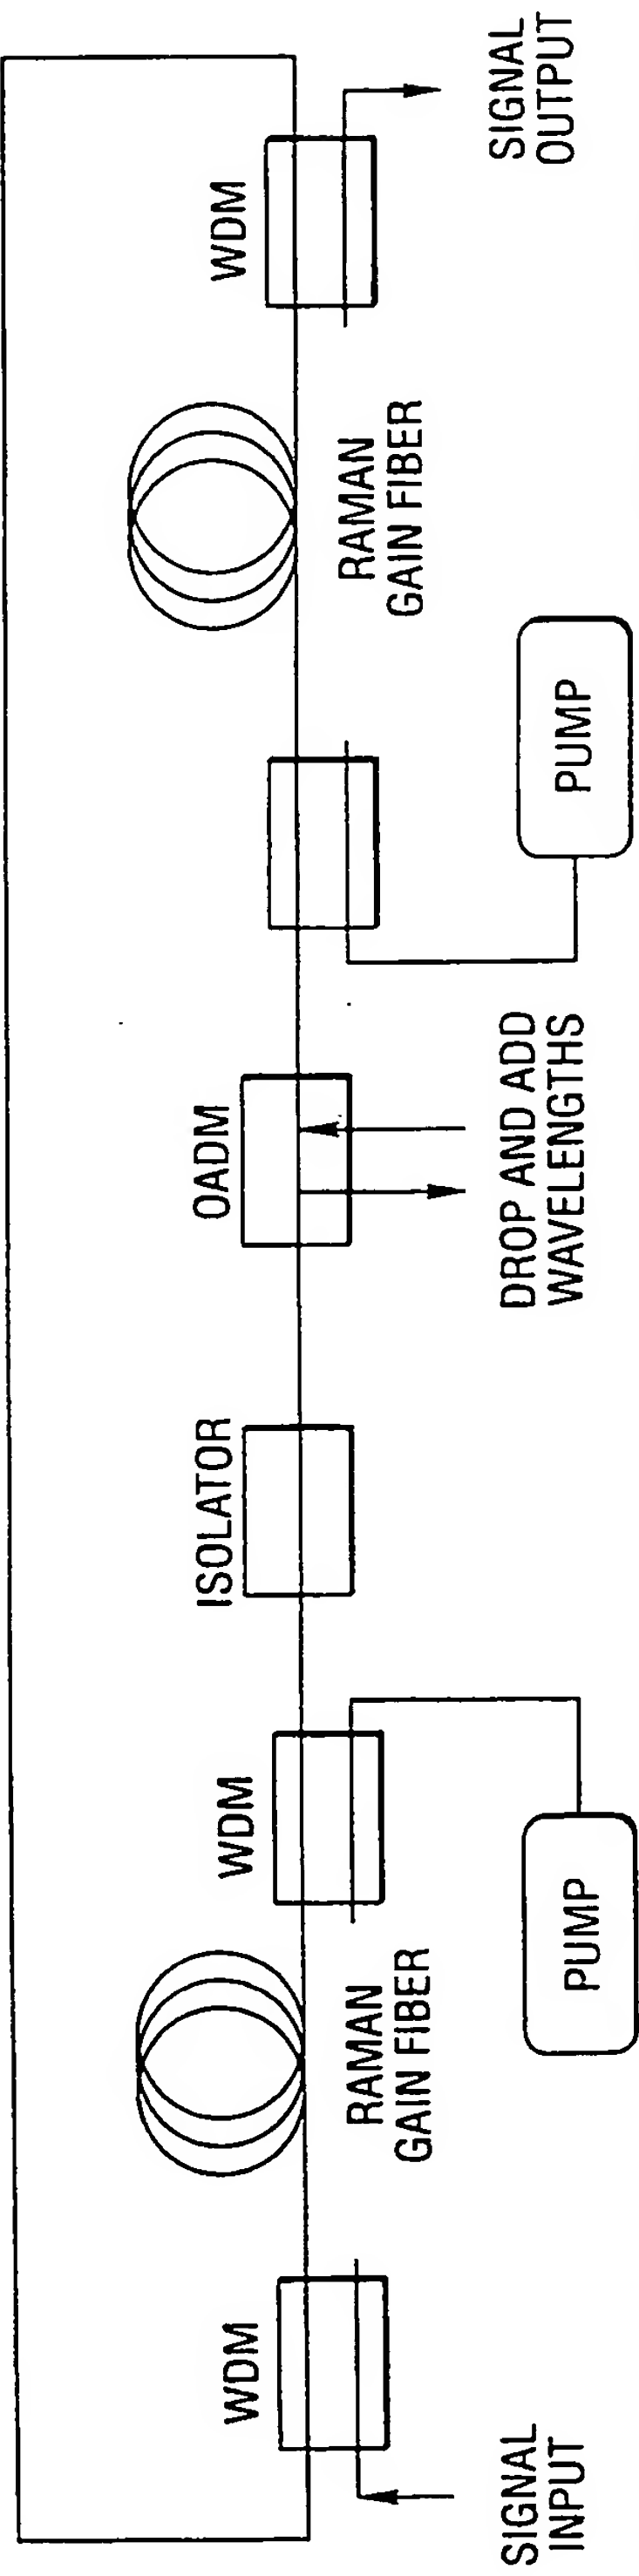 SIGNAL
INPUT
WDM
RAMAN
GAIN FIBER
WDM
PUMP
ISOLATOR
OADM
DROP AND ADD
WAVELENGTHS
PUMP
RAMAN
GAIN FIBER
WDM
SIGNAL
OUTPUT